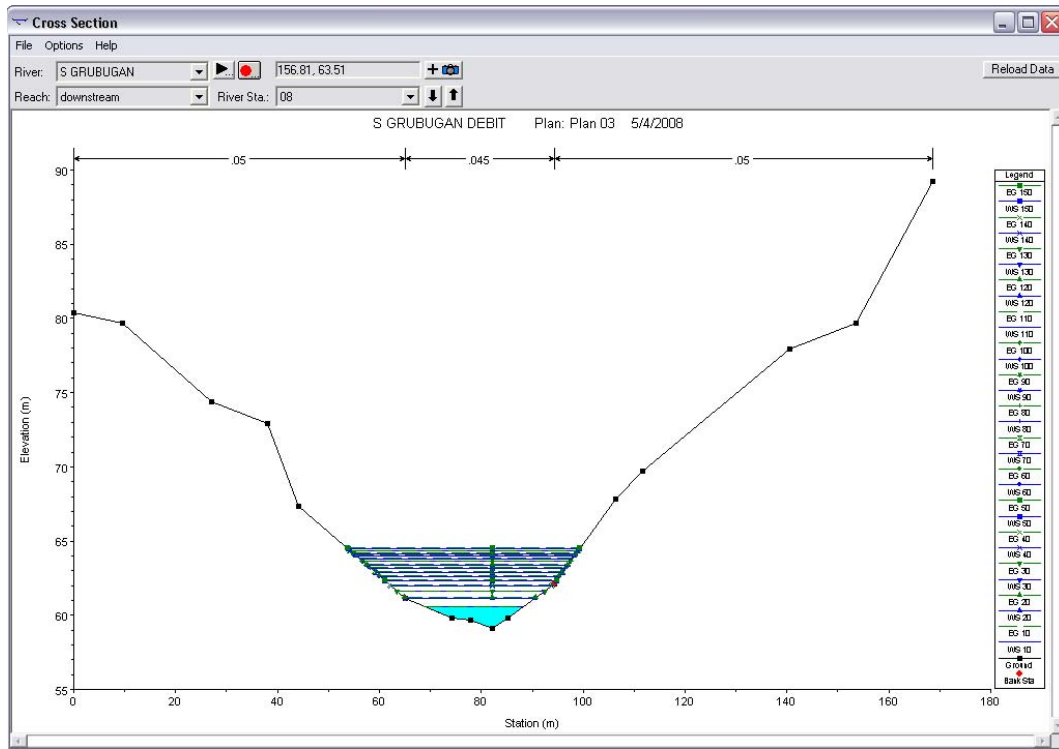 Cross Section
File Options Help
River: S GRUBUGAN 156.81, 63.51 Reload Data
Reach: downstream River Sta.: 08
S GRUBUGAN DEBIT Plan: Plan 03 5/4/2008
.05 .045 .05
90
85
80
75
70
65
60
55
Elevation (m)
0 20 40 60 80 100 120 140 160 180
Station (m)
Legend
EG 150
WS 150
EG 140
WS 140
EG 130
WS 130
EG 120
WS 120
EG 110
WS 110
EG 100
WS 100
EG 90
WS 90
EG 80
WS 80
EG 70
WS 70
EG 60
WS 60
EG 50
WS 50
EG 40
WS 40
EG 30
WS 30
EG 20
WS 20
EG 10
WS 10
Ground
Bank Sta